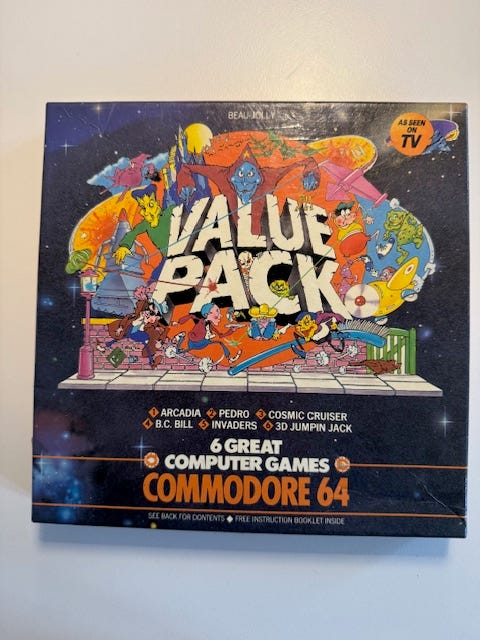 BEAU-JOLLY
AS SEEN
ON
TV
VALUE
PACK
1 ARCADIA 2 PEDRO 3 COSMIC CRUISER
4 B.C. BILL 5 INVADERS 6 3D JUMPIN JACK
6 GREAT
COMPUTER GAMES
COMMODORE 64
SEE BACK FOR CONTENTS ◆ FREE INSTRUCTION BOOKLET INSIDE